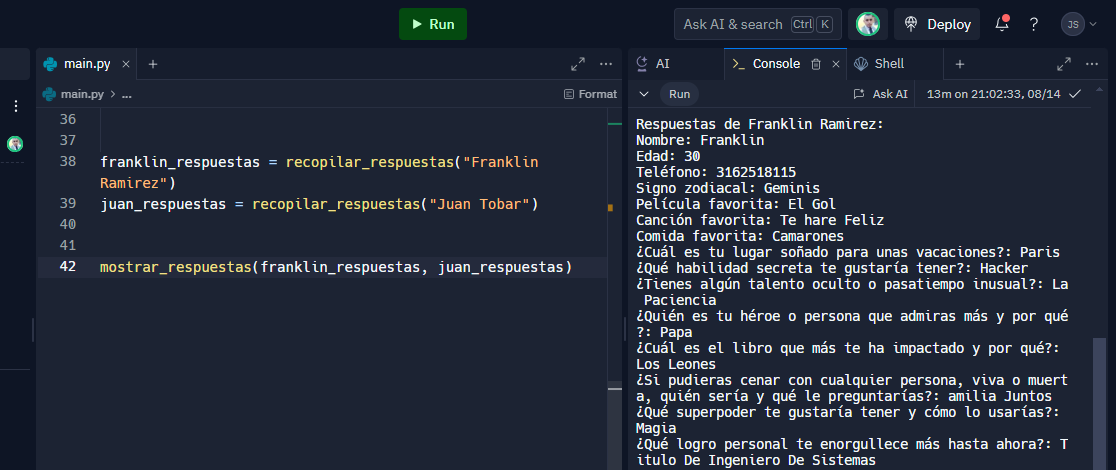 Run
Ask AI & search Ctrl K
Deploy
?
JS
main.py
main.py > ...
Format
36
37
38 franklin_respuestas = recopilar_respuestas("Franklin
Ramirez")
39 juan_respuestas = recopilar_respuestas("Juan Tobar")
40
41
42 mostrar_respuestas(franklin_respuestas, juan_respuestas)
AI
Console
Shell
Run
Ask AI
13m on 21:02:33, 08/14
Respuestas de Franklin Ramirez:
Nombre: Franklin
Edad: 30
Teléfono: 3162518115
Signo zodiacal: Geminis
Película favorita: El Gol
Canción favorita: Te hare Feliz
Comida favorita: Camarones
¿Cuál es tu lugar soñado para unas vacaciones?: Paris
¿Qué habilidad secreta te gustaría tener?: Hacker
¿Tienes algún talento oculto o pasatiempo inusual?: La
Paciencia
¿Quién es tu héroe o persona que admiras más y por qué
?: Papa
¿Cuál es el libro que más te ha impactado y por qué?:
Los Leones
¿Si pudieras cenar con cualquier persona, viva o muert
a, quién sería y qué le preguntarías?: amilia Juntos
¿Qué superpoder te gustaría tener y cómo lo usarías?:
Magia
¿Qué logro personal te enorgullece más hasta ahora?: T
itulo De Ingeniero De Sistemas